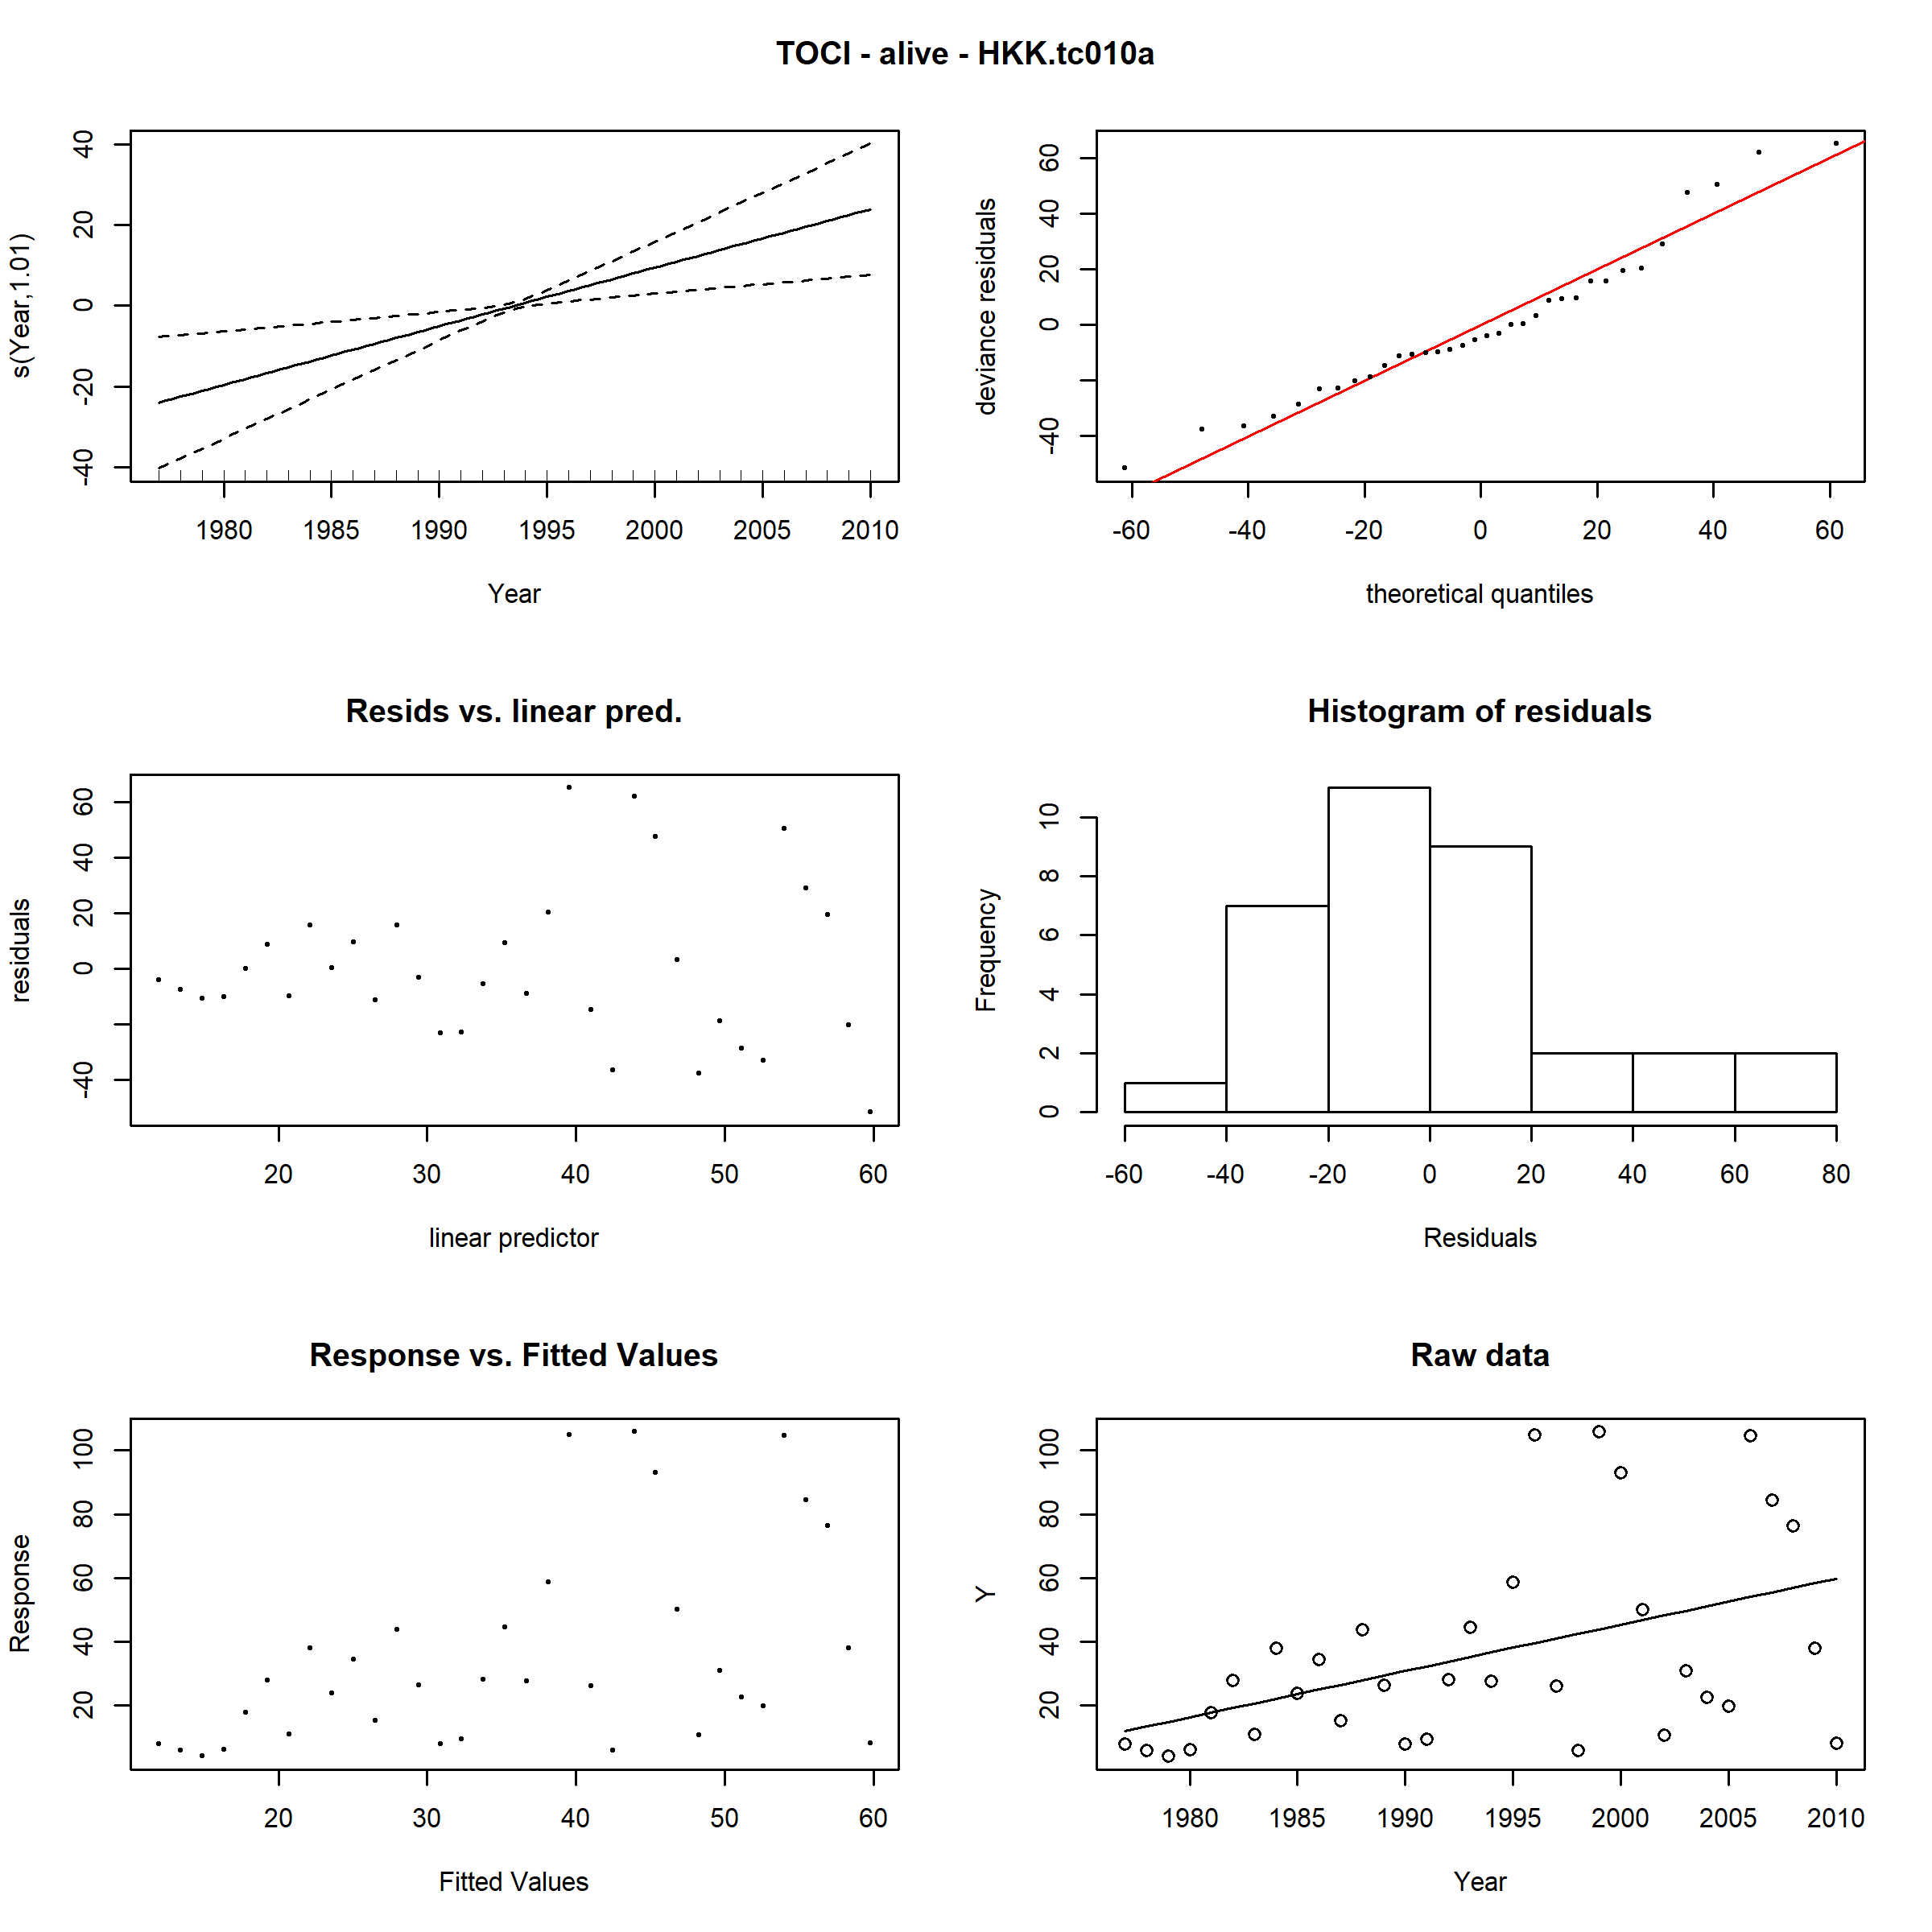 TOCI - alive - HKK.tc010a
s(Year,1.01)
40
20
0
-20
-40
1980 1985 1990 1995 2000 2005 2010
Year
deviance residuals
60
40
20
0
-40
-60 -40 -20 0 20 40 60
theoretical quantiles
Resids vs. linear pred.
residuals
60
40
20
0
-40
20 30 40 50 60
linear predictor
Histogram of residuals
Frequency
10
8
6
4
2
0
-60 -40 -20 0 20 40 60 80
Residuals
Response vs. Fitted Values
Response
100
80
60
40
20
20 30 40 50 60
Fitted Values
Raw data
Y
100
80
60
40
20
1980 1985 1990 1995 2000 2005 2010
Year